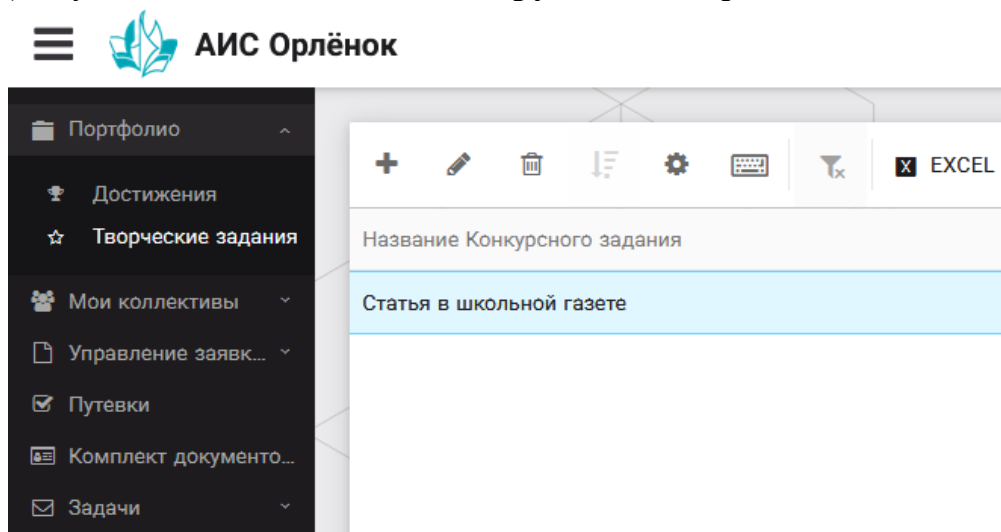 АИС Орлёнок
Портфолио
Достижения
Творческие задания
Мои коллективы
Управление заявк...
Путевки
Комплект документо...
Задачи
EXCEL
Название Конкурсного задания
Статья в школьной газете